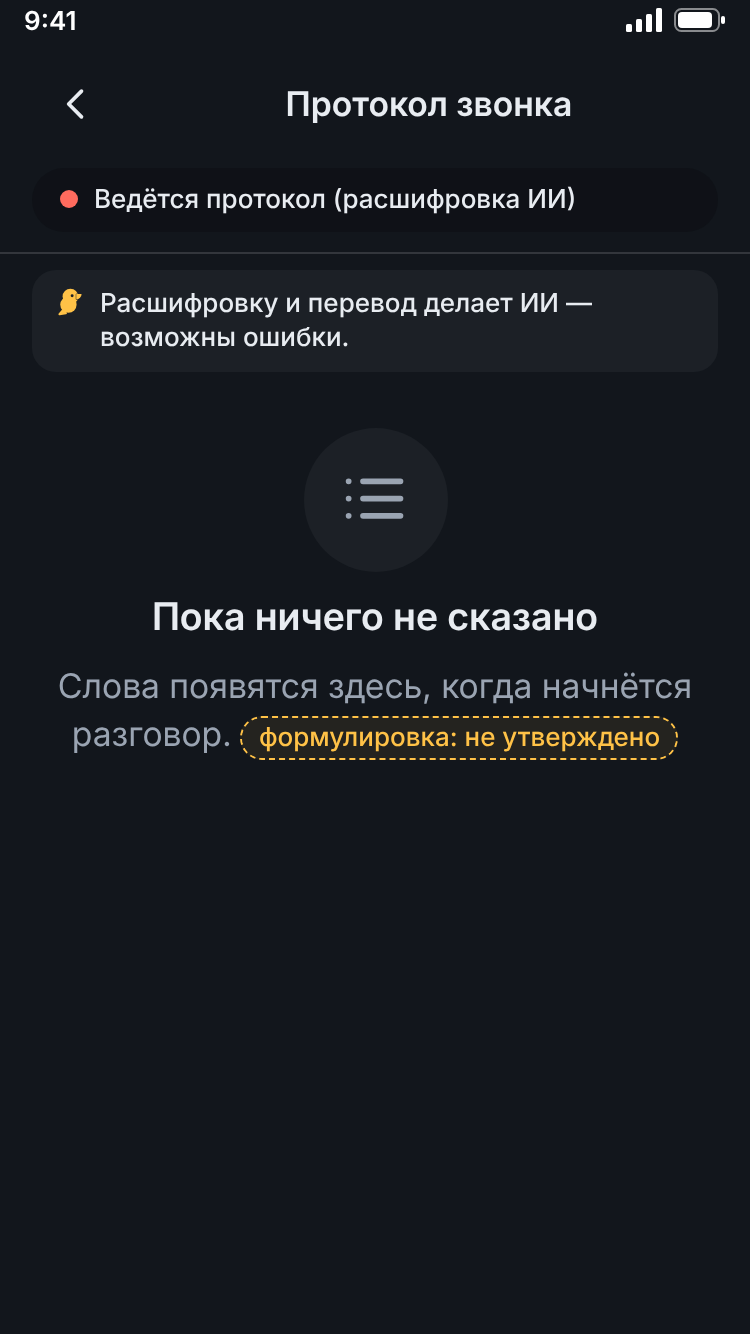 9:41
Протокол звонка
Ведётся протокол (расшифровка ИИ)
Расшифровку и перевод делает ИИ —
возможны ошибки.
Пока ничего не сказано
Слова появятся здесь, когда начнётся
разговор. формулировка: не утверждено